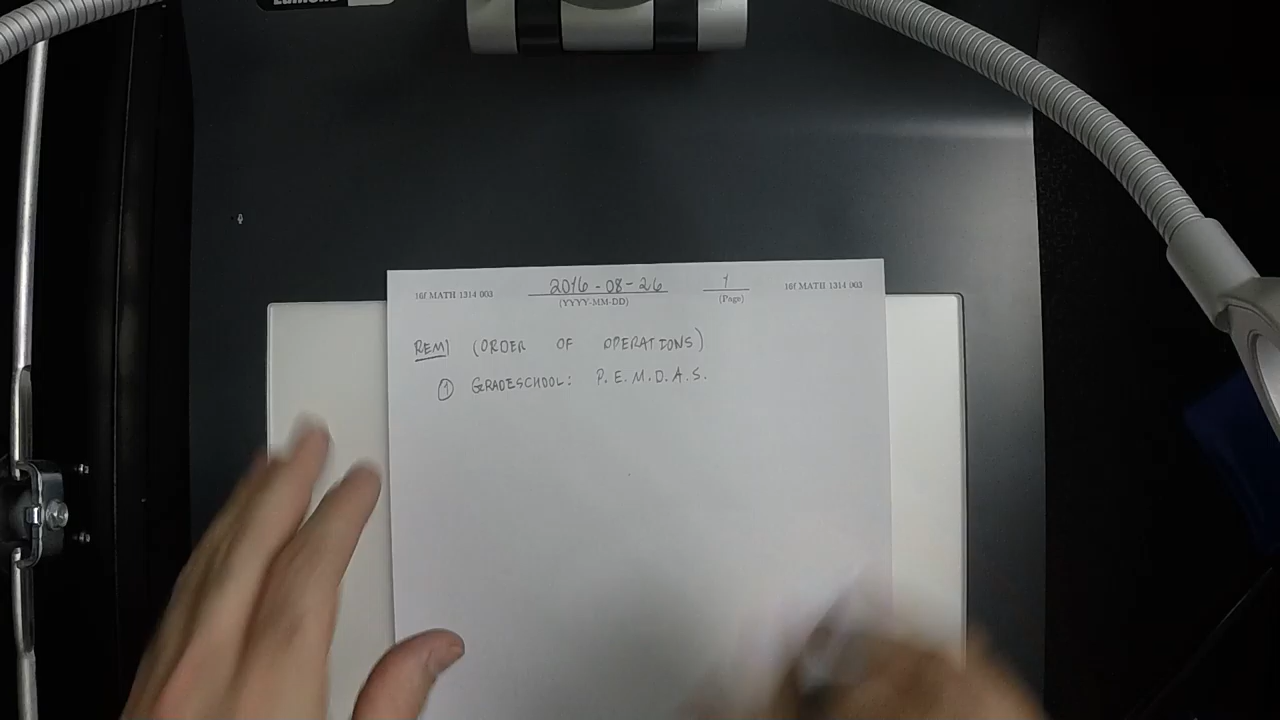 16f MATH 1314 003 2016-08-26 1 16f MATH 1314 003
(YYYY-MM-DD) (Page)
REM) (ORDER OF OPERATIONS)
① GRADESCHOOL: P.E.M.D.A.S.